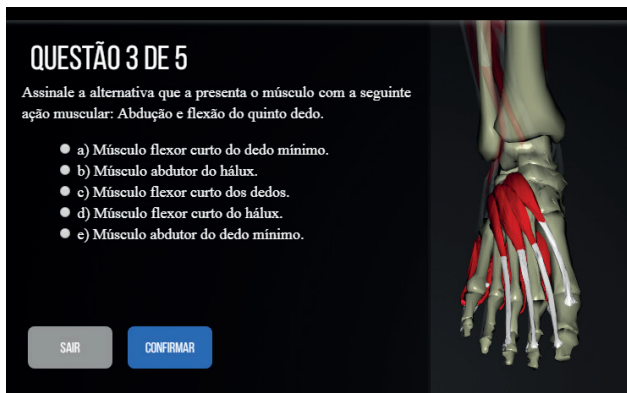 QUESTÃO 3 DE 5
Assinale a alternativa que a presenta o músculo com a seguinte
ação muscular: Abdução e flexão do quinto dedo.
a) Músculo flexor curto do dedo mínimo.
b) Músculo abdutor do hálux.
c) Músculo flexor curto dos dedos.
d) Músculo flexor curto do hálux.
e) Músculo abdutor do dedo mínimo.
SAIR
CONFIRMAR